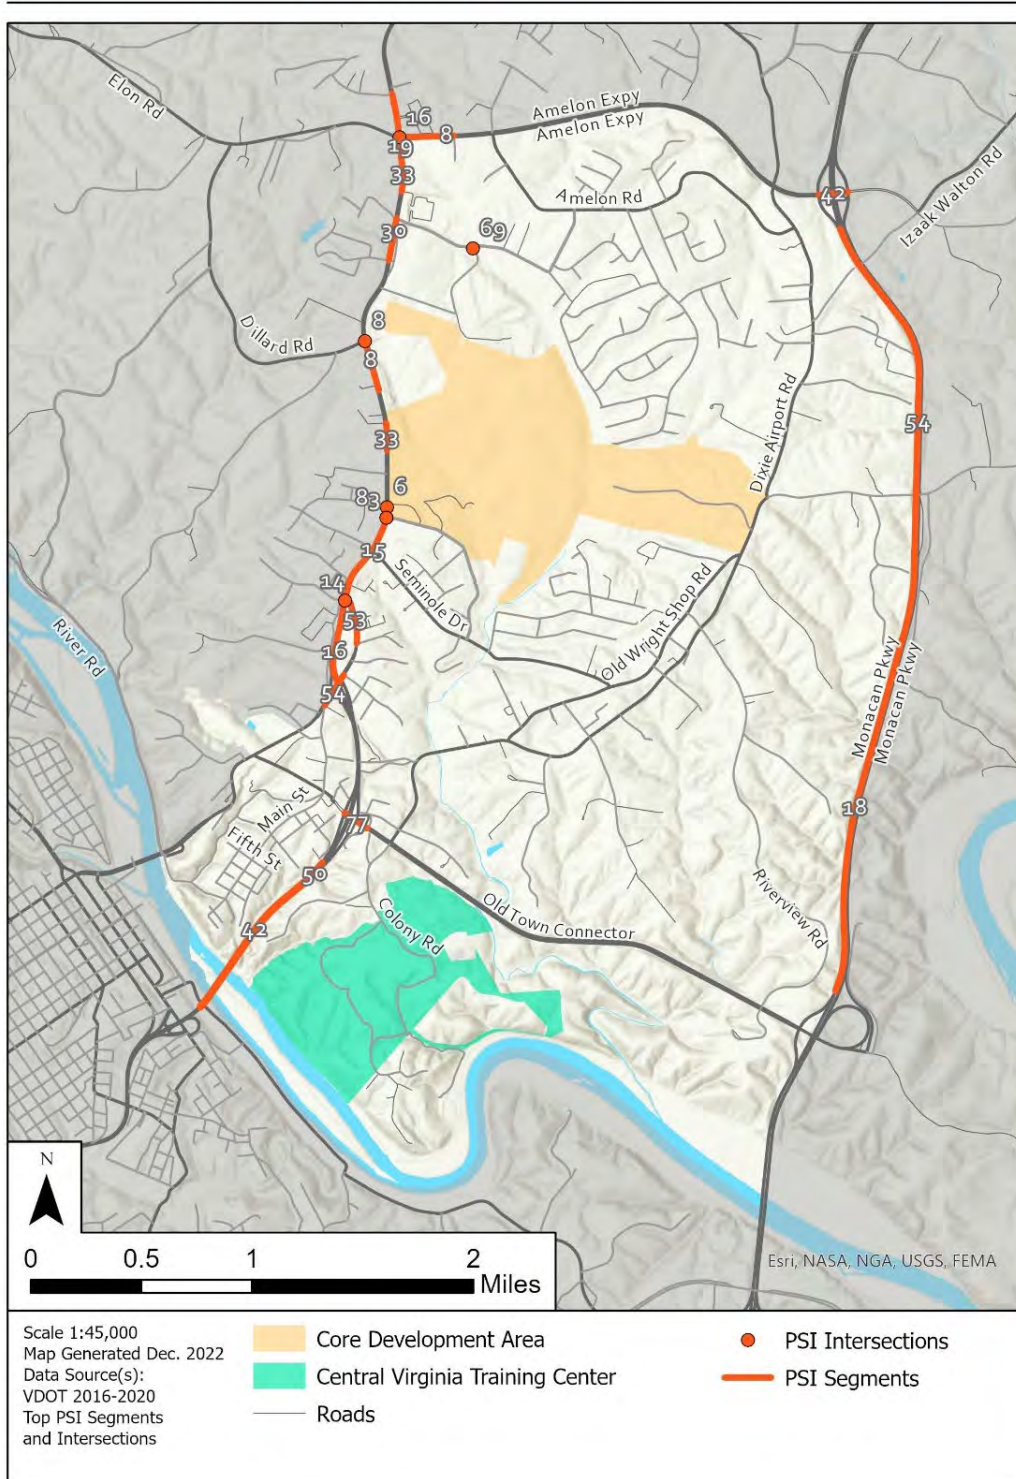 Elon Rd
16
Amelon Expy
8
Amelon Expy
19
33
Amelon Rd
42
Izaak Walton Rd
30
69
8
Dillard Rd
8
Dixie Airport Rd
54
33
6
83
15
14
Seminole Dr
53
Old Wright Shop Rd
River Rd
16
54
Monacan Pkwy
Monacan Pkwy
18
Main St
77
Fifth St
50
Riverview Rd
42
Colony Rd
Old Town Connector
N
0 0.5 1 2
Miles
Esri, NASA, NGA, USGS, FEMA
Scale 1:45,000
Map Generated Dec. 2022
Data Source(s):
VDOT 2016-2020
Top PSI Segments
and Intersections
Core Development Area
Central Virginia Training Center
Roads
PSI Intersections
PSI Segments